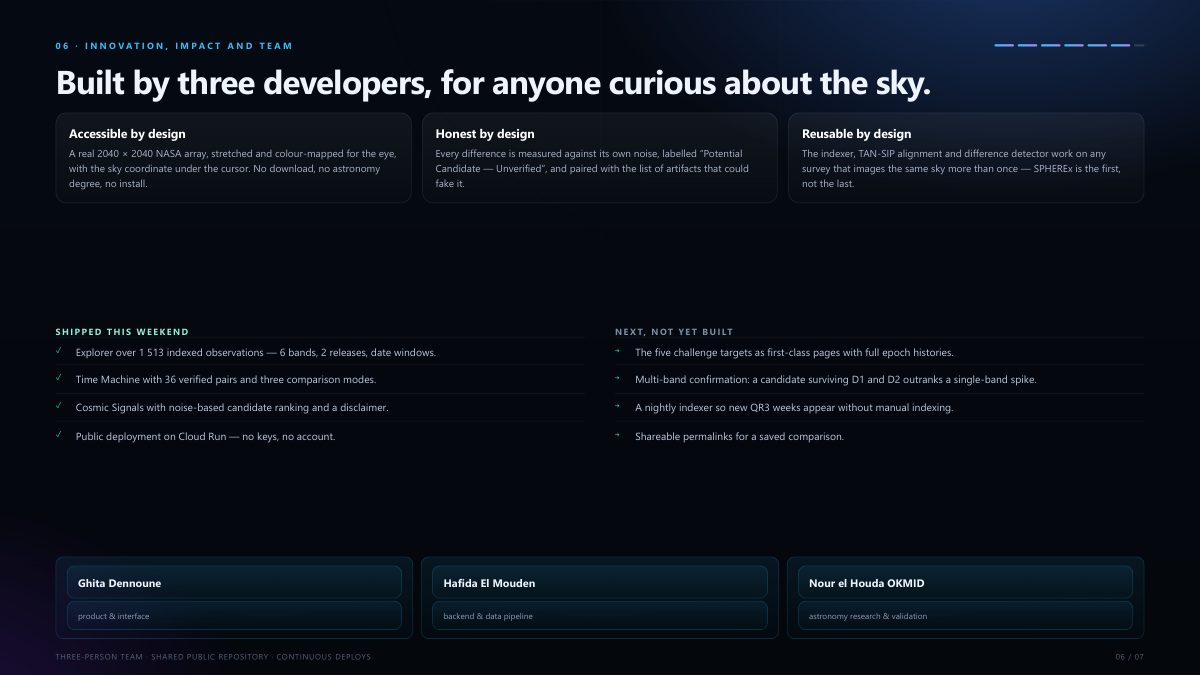 06 · INNOVATION, IMPACT AND TEAM
Built by three developers, for anyone curious about the sky.
Accessible by design
A real 2040 × 2040 NASA array, stretched and colour-mapped for the eye,
with the sky coordinate under the cursor. No download, no astronomy
degree, no install.
Honest by design
Every difference is measured against its own noise, labelled “Potential
Candidate — Unverified”, and paired with the list of artifacts that could
fake it.
Reusable by design
The indexer, TAN-SIP alignment and difference detector work on any
survey that images the same sky more than once — SPHEREx is the first,
not the last.
SHIPPED THIS WEEKEND
✓ Explorer over 1 513 indexed observations — 6 bands, 2 releases, date windows.
✓ Time Machine with 36 verified pairs and three comparison modes.
✓ Cosmic Signals with noise-based candidate ranking and a disclaimer.
✓ Public deployment on Cloud Run — no keys, no account.
NEXT, NOT YET BUILT
→ The five challenge targets as first-class pages with full epoch histories.
→ Multi-band confirmation: a candidate surviving D1 and D2 outranks a single-band spike.
→ A nightly indexer so new QR3 weeks appear without manual indexing.
→ Shareable permalinks for a saved comparison.
Ghita Dennoune
product & interface
Hafida El Mouden
backend & data pipeline
Nour el Houda OKMID
astronomy research & validation
THREE-PERSON TEAM · SHARED PUBLIC REPOSITORY · CONTINUOUS DEPLOYS
06 / 07